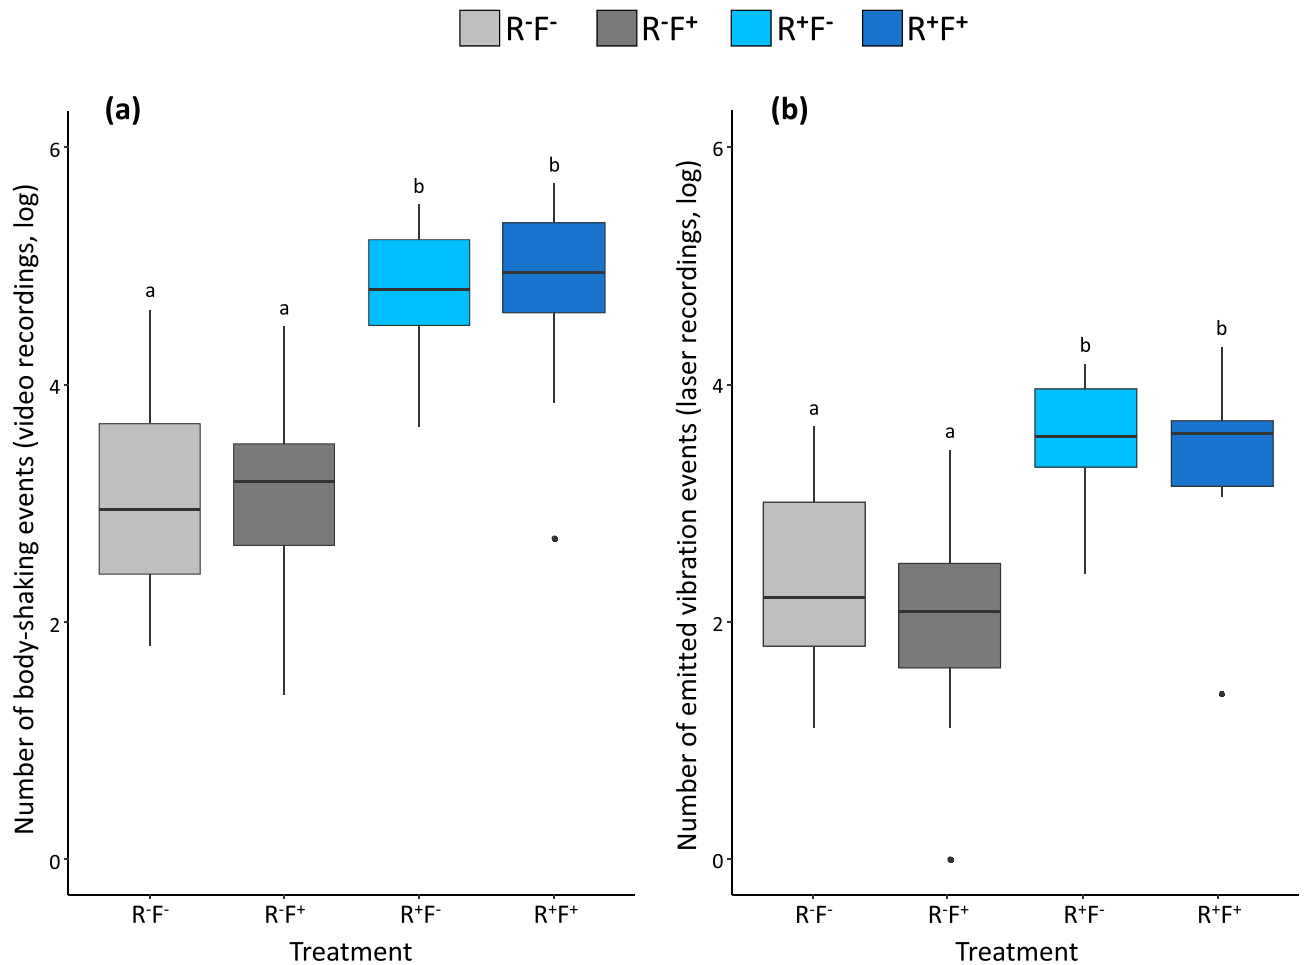 R⁻F⁻ R⁻F⁺ R⁺F⁻ R⁺F⁺
(a)
Number of body-shaking events (video recordings, log)
6
4
2
0
a
a
b
b
R⁻F⁻ R⁻F⁺ R⁺F⁻ R⁺F⁺
Treatment
(b)
Number of emitted vibration events (laser recordings, log)
6
4
2
0
a
a
b
b
R⁻F⁻ R⁻F⁺ R⁺F⁻ R⁺F⁺
Treatment